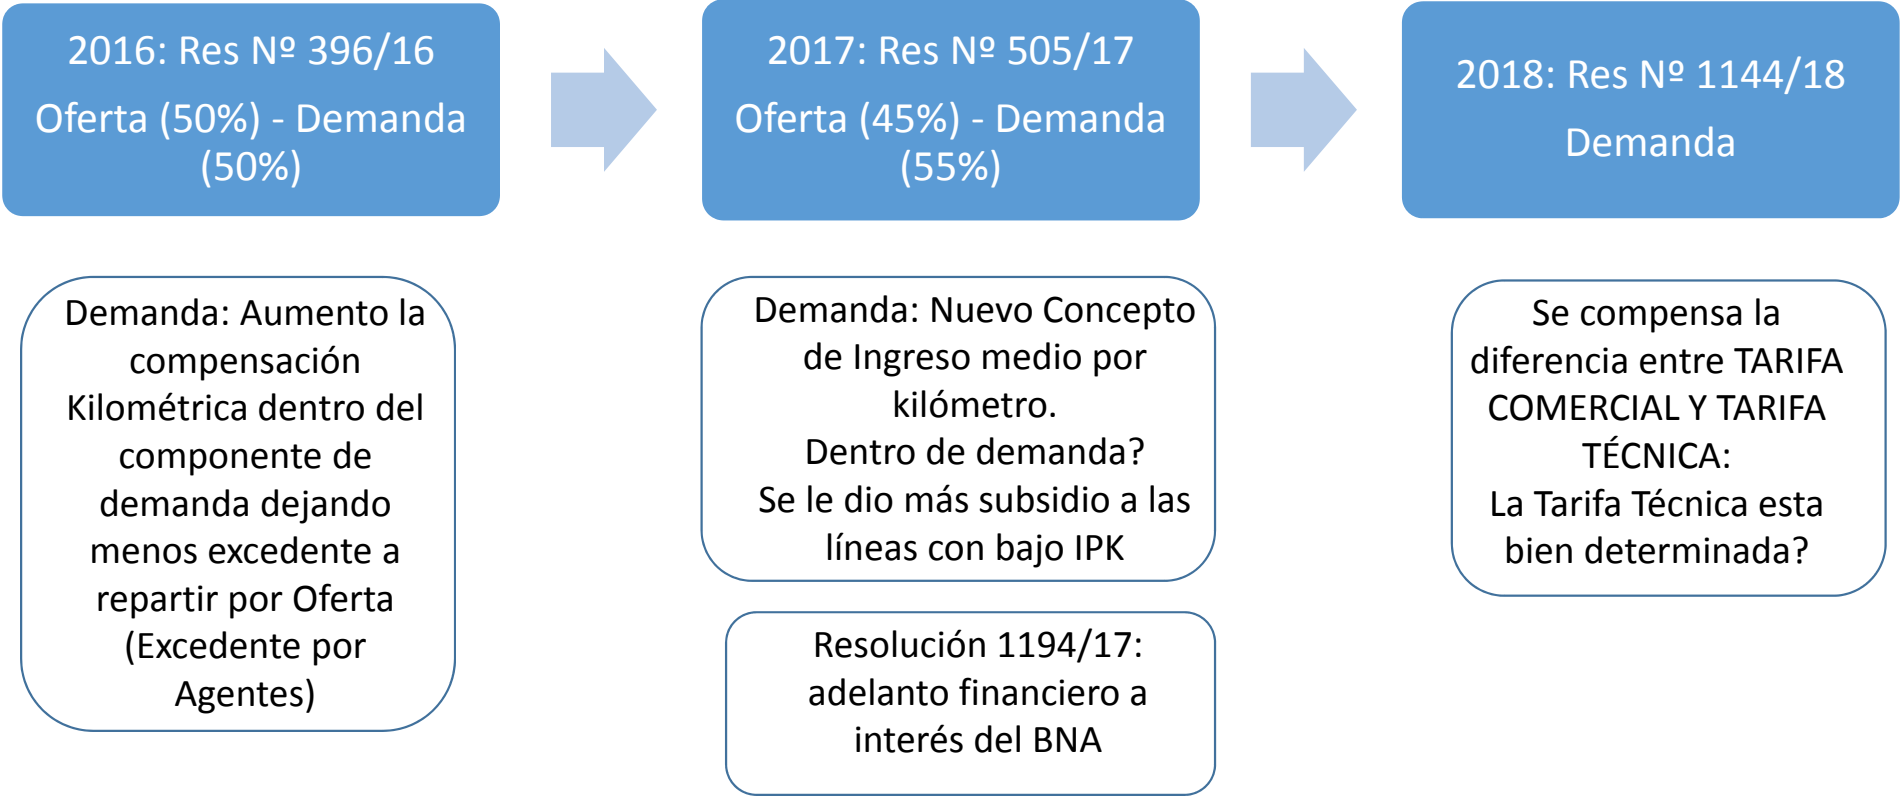 2016: Res Nº 396/16
Oferta (50%) - Demanda
(50%)
2017: Res Nº 505/17
Oferta (45%) - Demanda
(55%)
2018: Res Nº 1144/18
Demanda
Demanda: Aumento la
compensación
Kilométrica dentro del
componente de
demanda dejando
menos excedente a
repartir por Oferta
(Excedente por
Agentes)
Demanda: Nuevo Concepto
de Ingreso medio por
kilómetro.
Dentro de demanda?
Se le dio más subsidio a las
líneas con bajo IPK
Resolución 1194/17:
adelanto financiero a
interés del BNA
Se compensa la
diferencia entre TARIFA
COMERCIAL Y TARIFA
TÉCNICA:
La Tarifa Técnica esta
bien determinada?